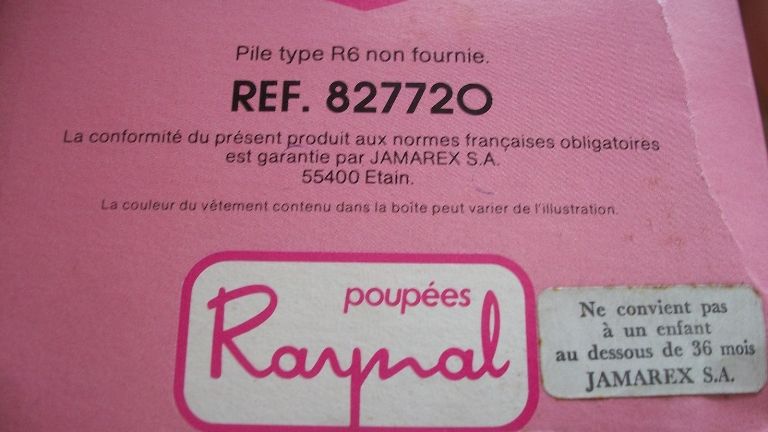 Pile type R6 non fournie.
REF. 827720
La conformité du présent produit aux normes françaises obligatoires
est garantie par JAMAREX S.A.
55400 Etain.
La couleur du vêtement contenu dans la boîte peut varier de l'illustration.
poupées
Raynal
Ne convient pas
à un enfant
au dessous de 36 mois
JAMAREX S.A.